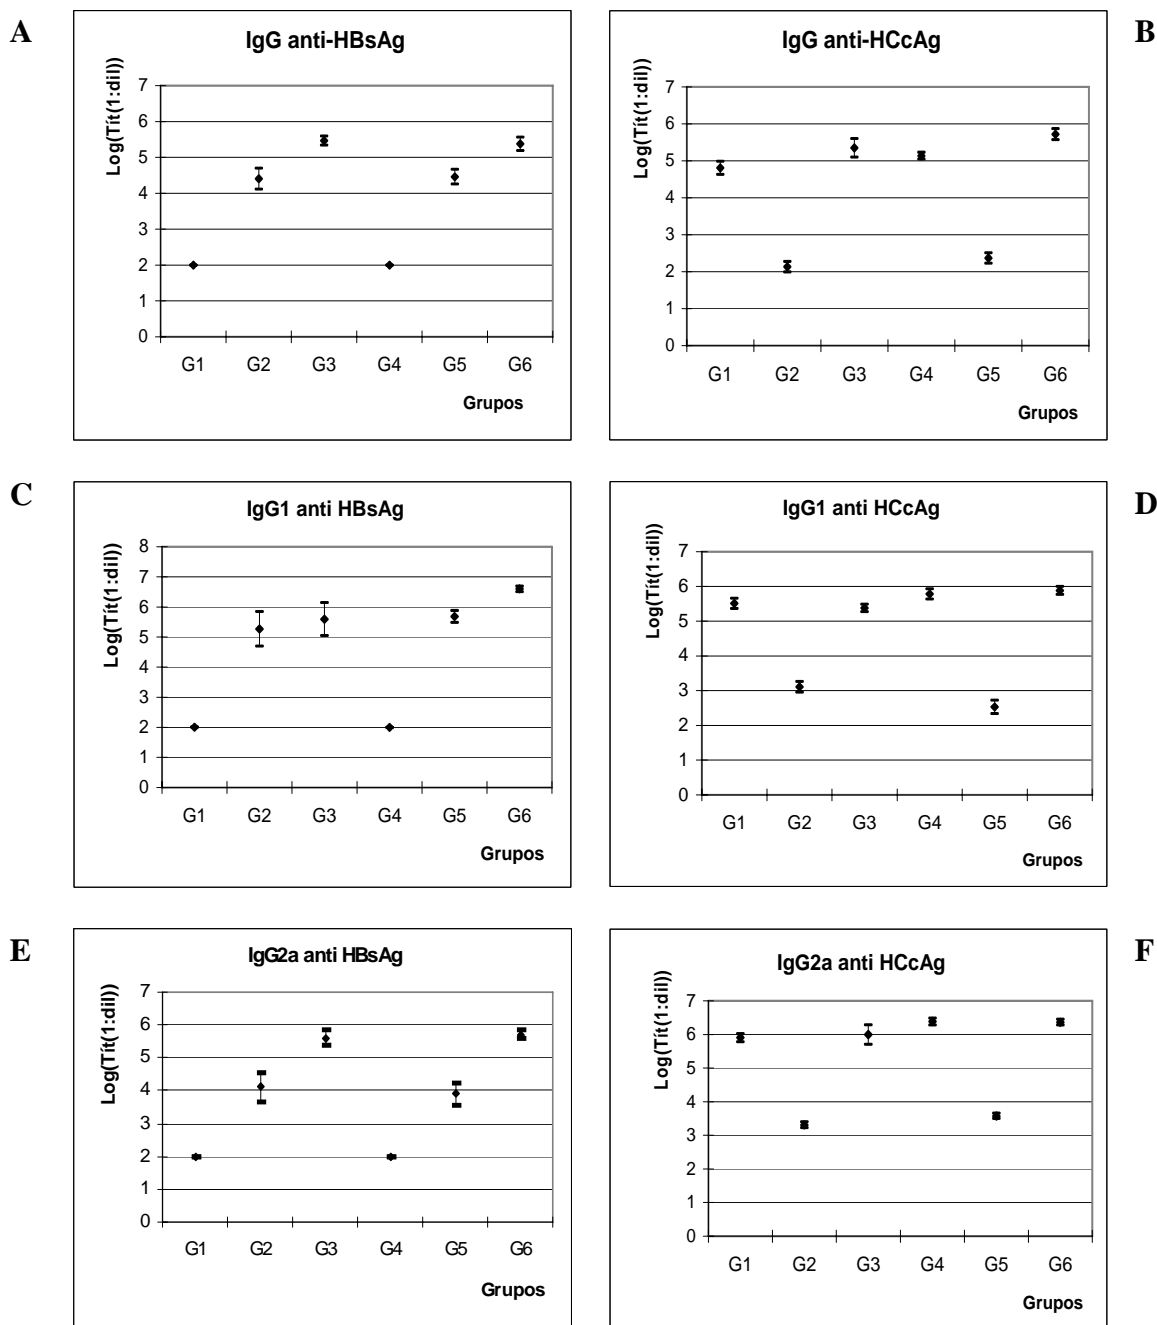 A
IgG anti-HBsAg
Log(Tít(1:dil))
7
6
5
4
3
2
1
0
G1 G2 G3 G4 G5 G6
Grupos
B
IgG anti-HCcAg
Log(Tít(1:dil))
7
6
5
4
3
2
1
0
G1 G2 G3 G4 G5 G6
Grupos
C
IgG1 anti HBsAg
Log(Tít(1:dil))
8
7
6
5
4
3
2
1
0
G1 G2 G3 G4 G5 G6
Grupos
D
IgG1 anti HCcAg
Log(Tít(1:dil))
7
6
5
4
3
2
1
0
G1 G2 G3 G4 G5 G6
Grupos
E
IgG2a anti HBsAg
Log(Tít(1:dil))
7
6
5
4
3
2
1
0
G1 G2 G3 G4 G5 G6
Grupos
F
IgG2a anti HCcAg
Log(Tít(1:dil))
7
6
5
4
3
2
1
0
G1 G2 G3 G4 G5 G6
Grupos